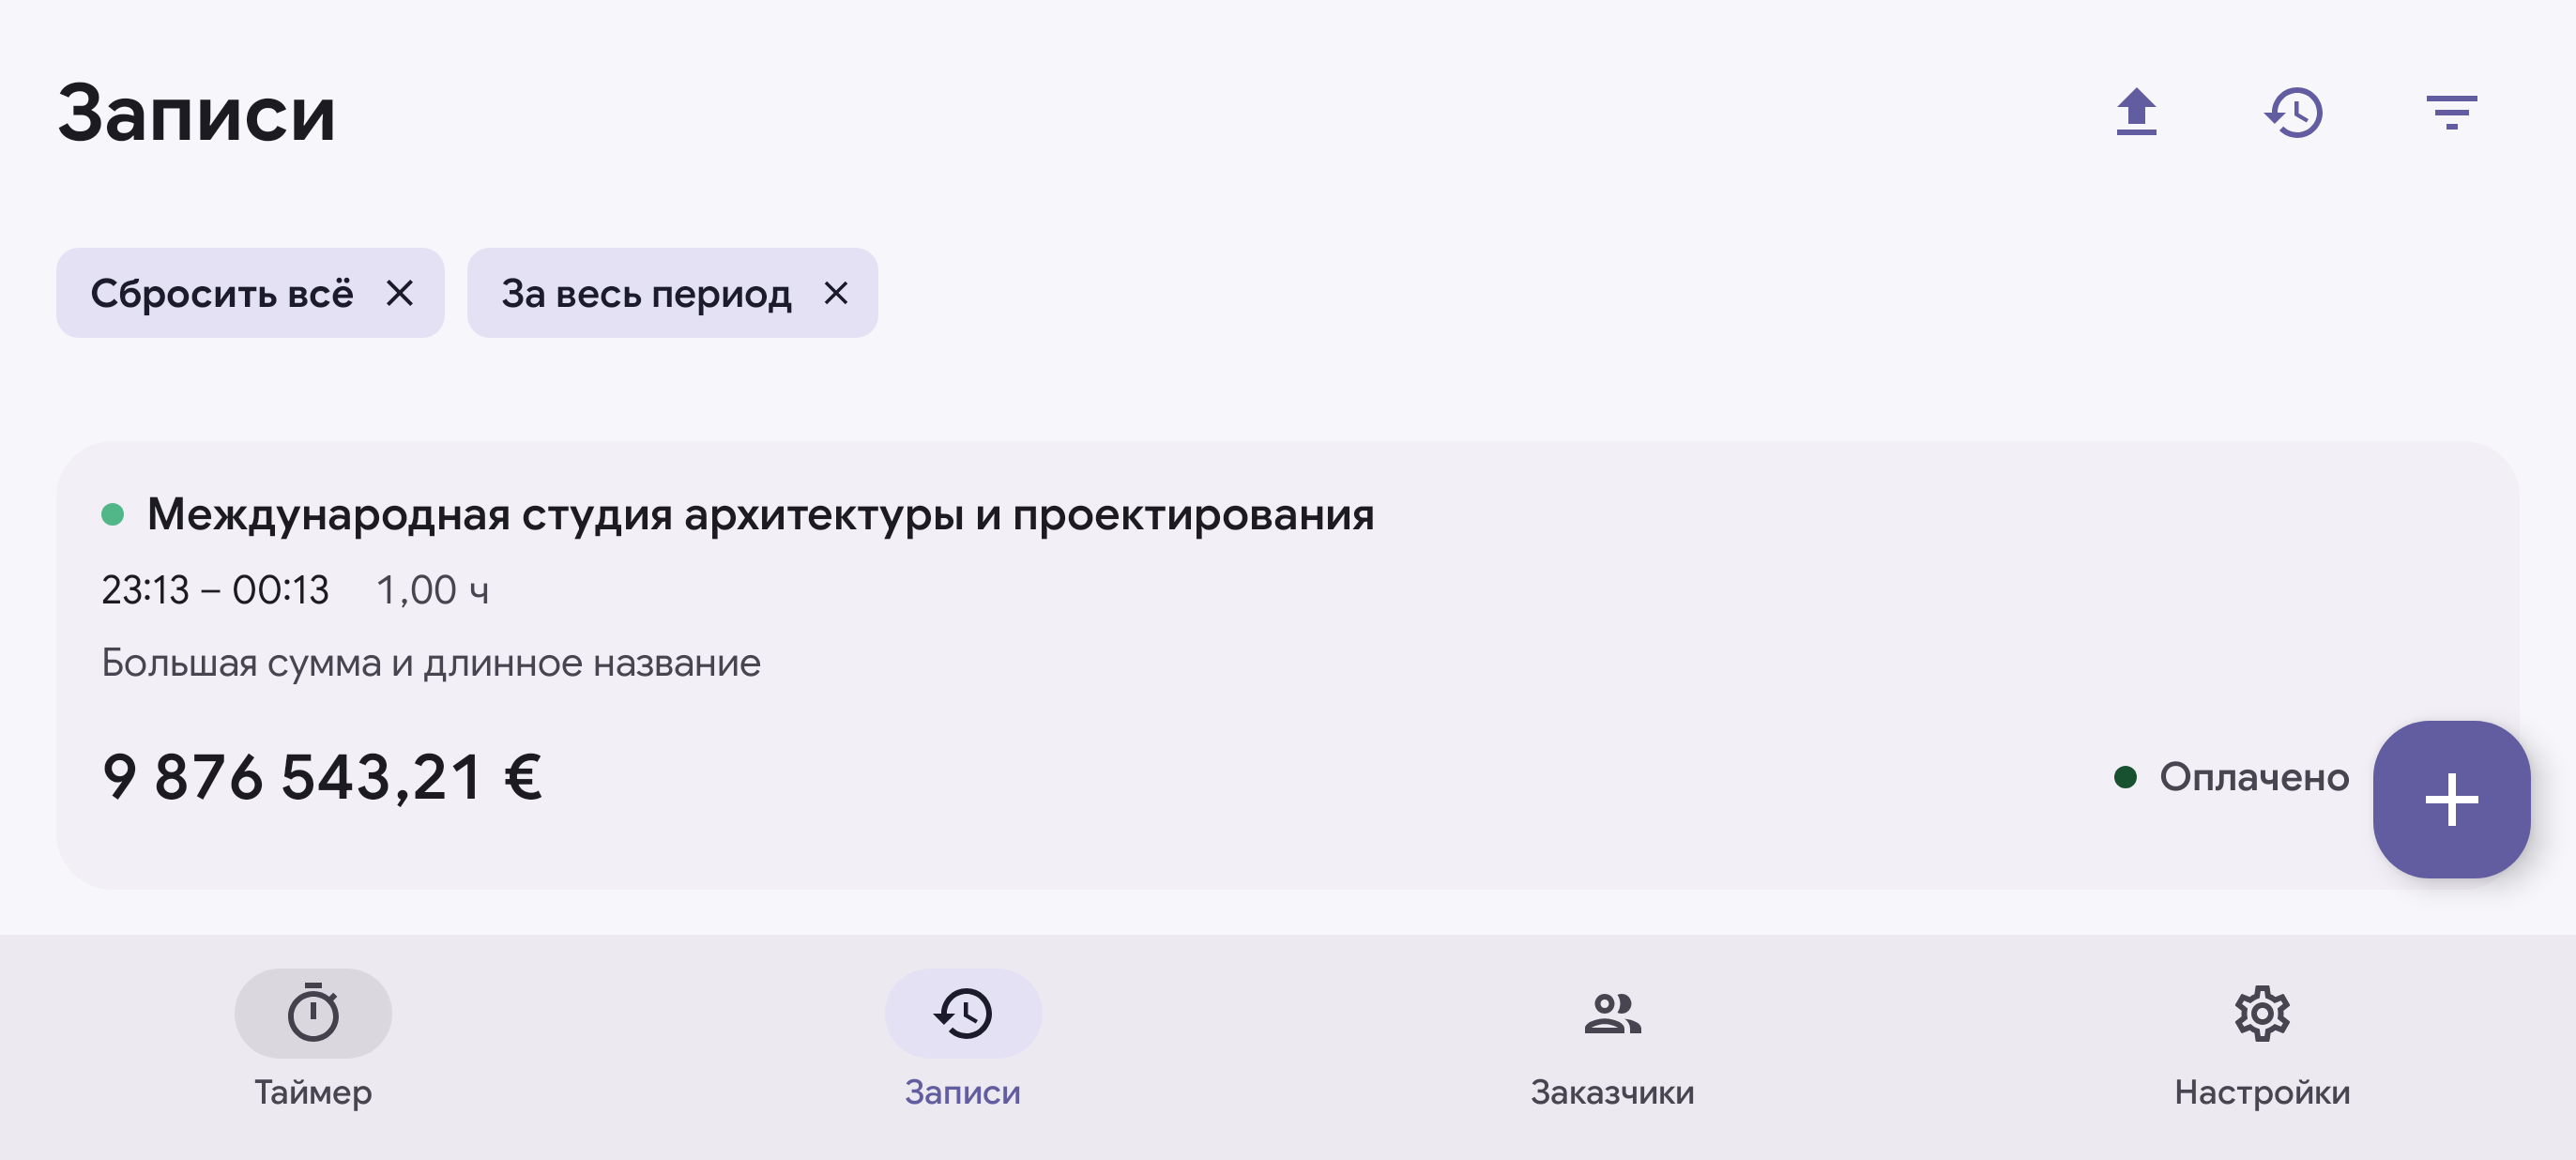 Записи
Сбросить всё
За весь период
Международная студия архитектуры и проектирования
23:13 – 00:13 1,00 ч
Большая сумма и длинное название
9 876 543,21 € Оплачено
Таймер Записи Заказчики Настройки